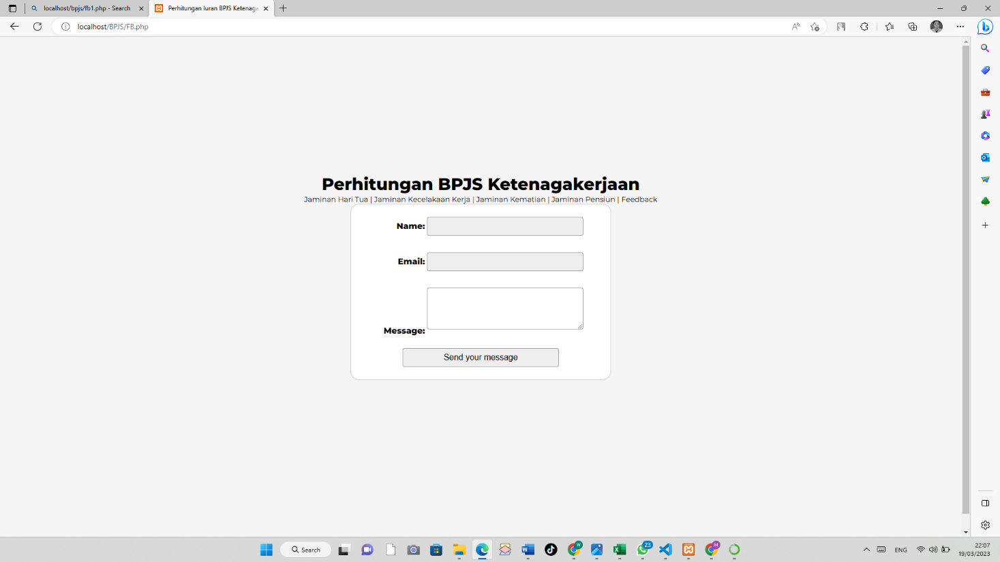 localhost/bpjs/fb1.php - Search
Perhitungan Iuran BPJS Ketenaga
localhost/BPJS/FB.php
Perhitungan BPJS Ketenagakerjaan
Jaminan Hari Tua | Jaminan Kecelakaan Kerja | Jaminan Kematian | Jaminan Pensiun | Feedback
Name:
Email:
Message:
Send your message
Search
W
23
M
ENG
22:07
19/03/2023